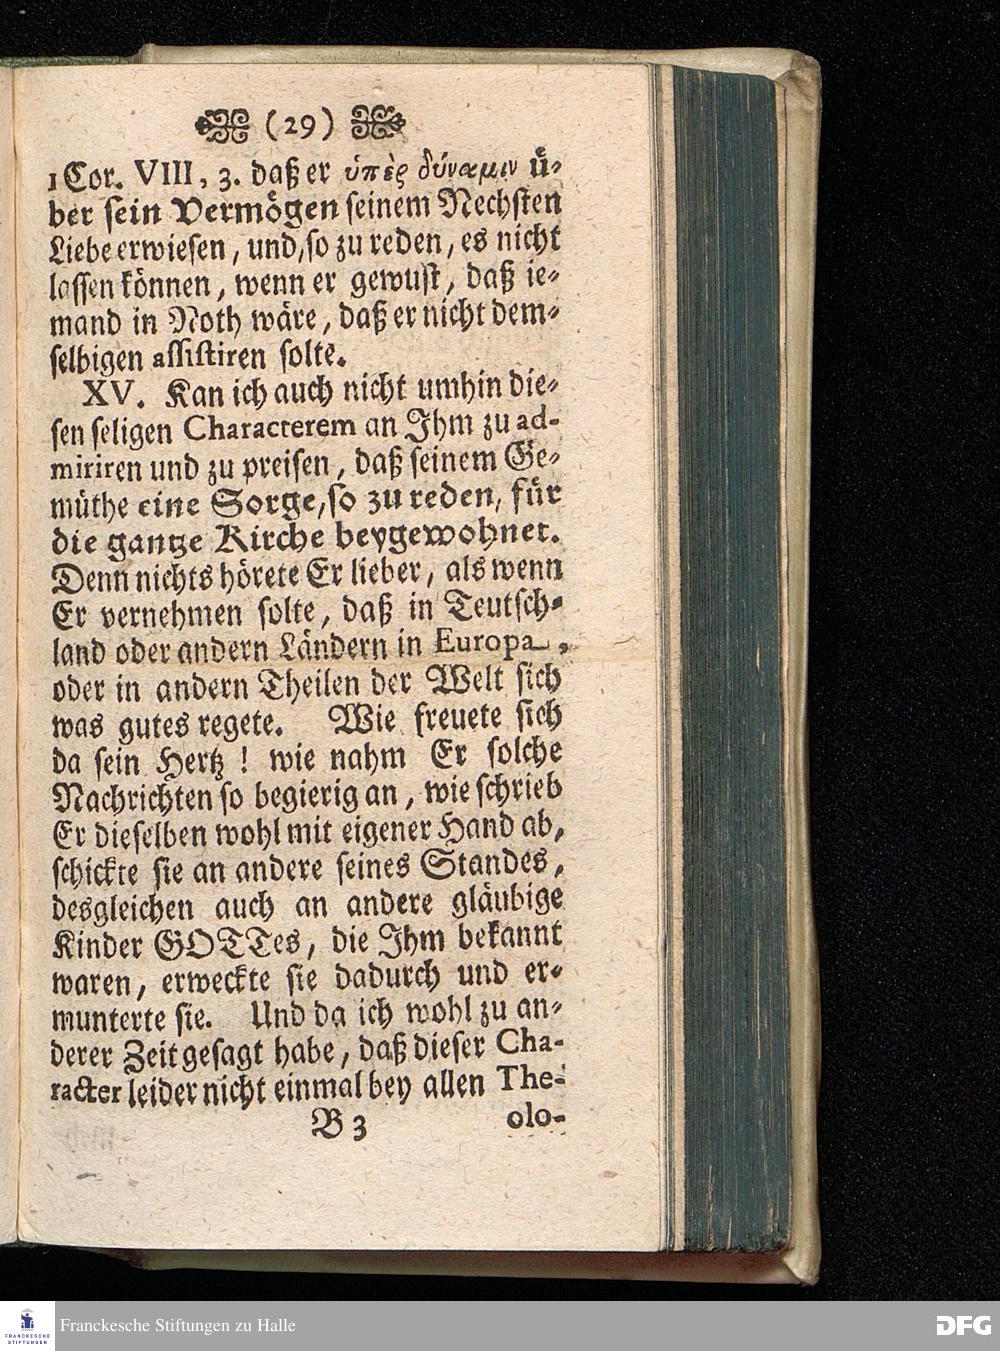 (29)
1 Cor. VIII, 3. daß er ὑπὲρ δύναμιν ü-
ber sein Vermögen seinem Nechsten
Liebe erwiesen, und, so zu reden, es nicht
lassen können, wenn er gewust, daß ie-
mand in Noth wäre, daß er nicht dem-
selbigen assistiren solte.
XV. Kan ich auch nicht umhin die-
sen seligen Characterem an Ihm zu ad-
miriren und zu preisen, daß seinem Ge-
müthe eine Sorge, so zu reden, für
die gantze Kirche beygewohnet.
Denn nichts hörete Er lieber, als wenn
Er vernehmen solte, daß in Teutsch-
land oder andern Ländern in Europa,
oder in andern Theilen der Welt sich
was gutes regete. Wie freuete sich
da sein Hertz! wie nahm Er solche
Nachrichten so begierig an, wie schrieb
Er dieselben wohl mit eigener Hand ab,
schickte sie an andere seines Standes,
desgleichen auch an andere gläubige
Kinder GOTTes, die Ihm bekannt
waren, erweckte sie dadurch und er-
munterte sie. Und da ich wohl zu an-
derer Zeit gesagt habe, daß dieser Cha-
racter leider nicht einmal bey allen The-
B 3 olo-
FRANCKESCHE STIFTUNGEN
Franckesche Stiftungen zu Halle
DFG